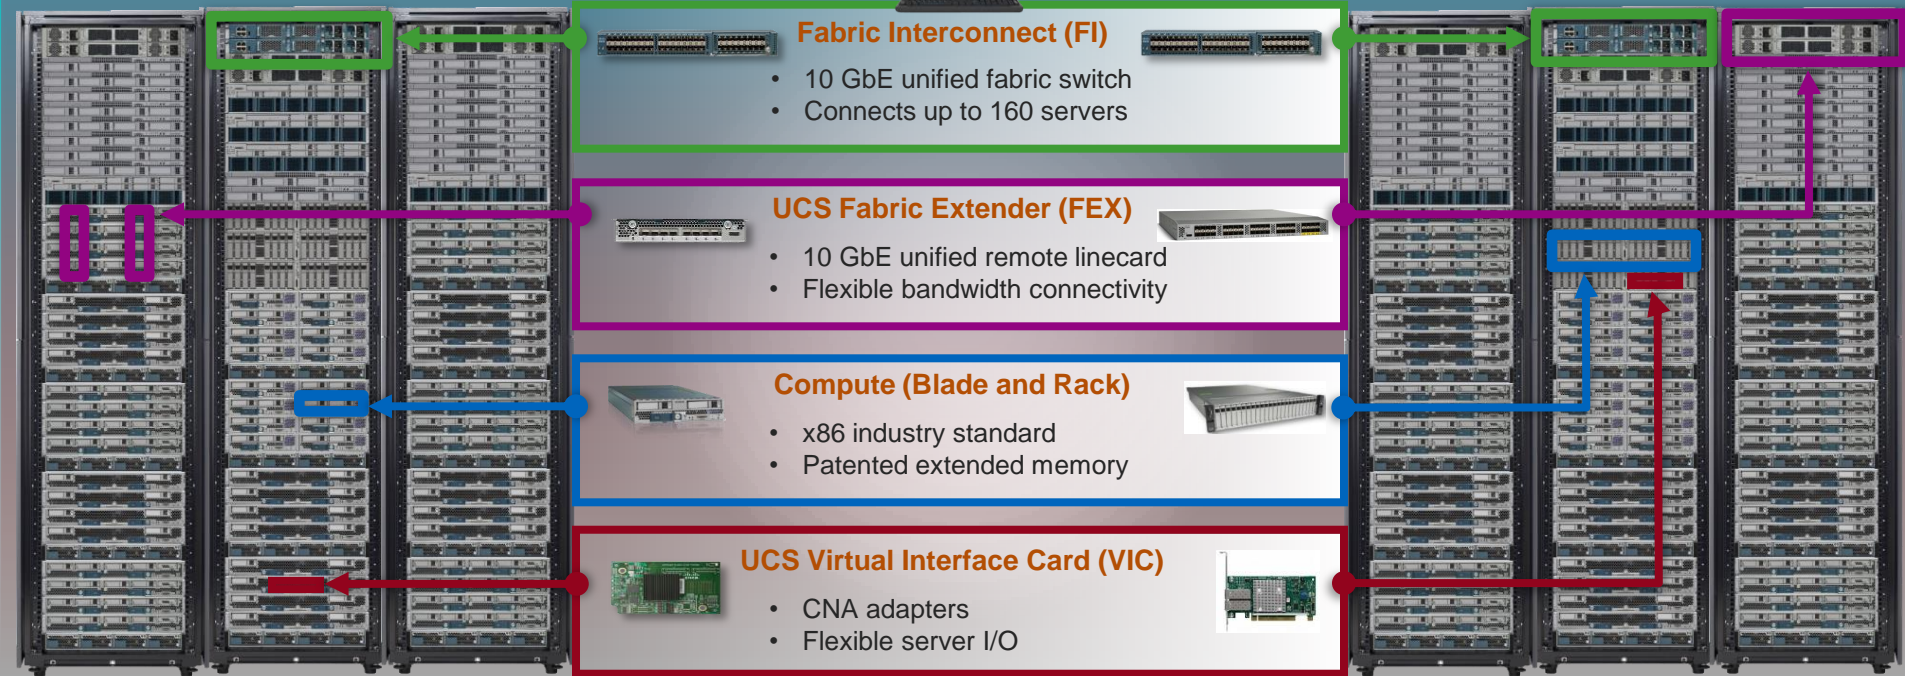 Fabric Interconnect (FI)
• 10 GbE unified fabric switch
• Connects up to 160 servers
UCS Fabric Extender (FEX)
• 10 GbE unified remote linecard
• Flexible bandwidth connectivity
Compute (Blade and Rack)
• x86 industry standard
• Patented extended memory
UCS Virtual Interface Card (VIC)
• CNA adapters
• Flexible server I/O